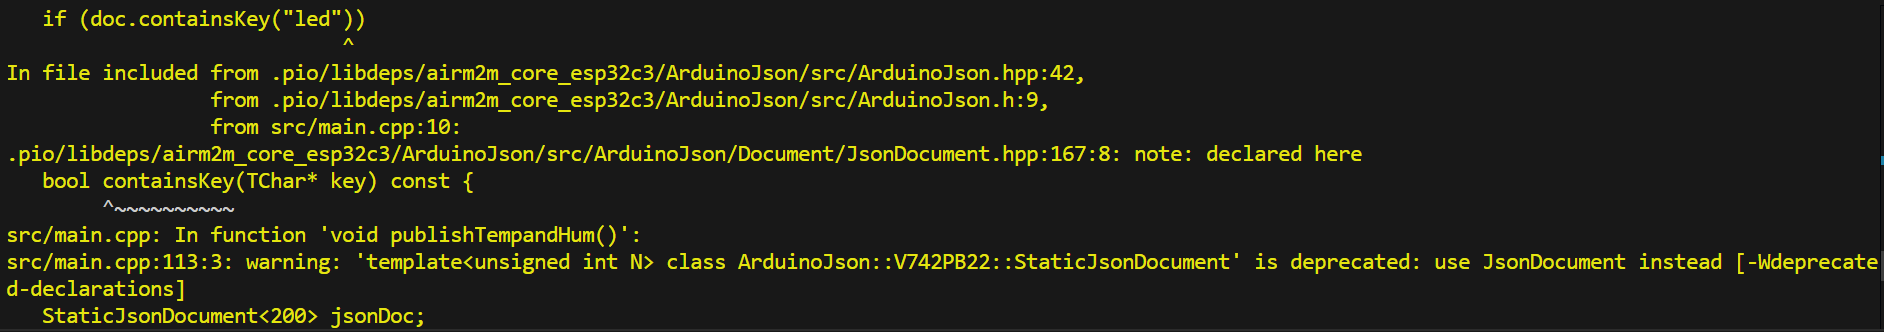 if (doc.containsKey("led"))
^
In file included from .pio/libdeps/airm2m_core_esp32c3/ArduinoJson/src/ArduinoJson.hpp:42,
from .pio/libdeps/airm2m_core_esp32c3/ArduinoJson/src/ArduinoJson.h:9,
from src/main.cpp:10:
.pio/libdeps/airm2m_core_esp32c3/ArduinoJson/src/ArduinoJson/Document/JsonDocument.hpp:167:8: note: declared here
bool containsKey(TChar* key) const {
^~~~~~~~~~~
src/main.cpp: In function 'void publishTempandHum()':
src/main.cpp:113:3: warning: 'template<unsigned int N> class ArduinoJson::V742PB22::StaticJsonDocument' is deprecated: use JsonDocument instead [-Wdeprecate
d-declarations]
StaticJsonDocument<200> jsonDoc;